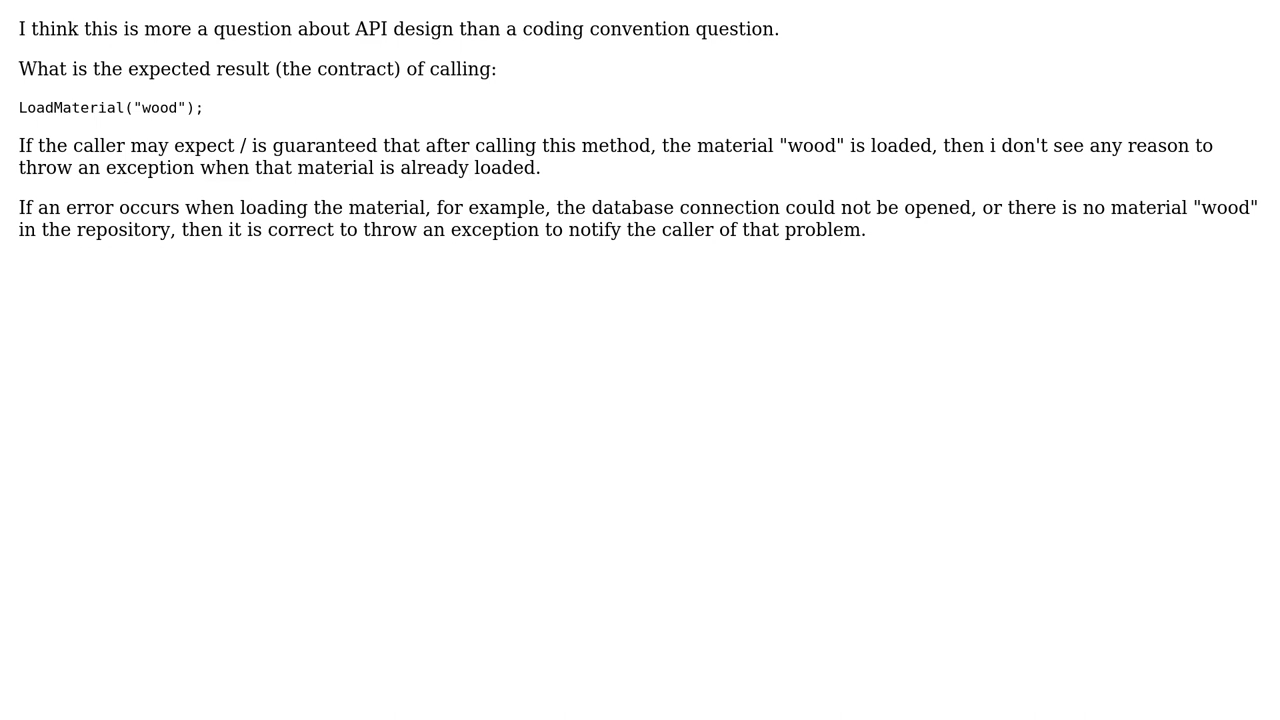 I think this is more a question about API design than a coding convention question.
What is the expected result (the contract) of calling:
LoadMaterial("wood");
If the caller may expect / is guaranteed that after calling this method, the material "wood" is loaded, then i don't see any reason to
throw an exception when that material is already loaded.
If an error occurs when loading the material, for example, the database connection could not be opened, or there is no material "wood"
in the repository, then it is correct to throw an exception to notify the caller of that problem.